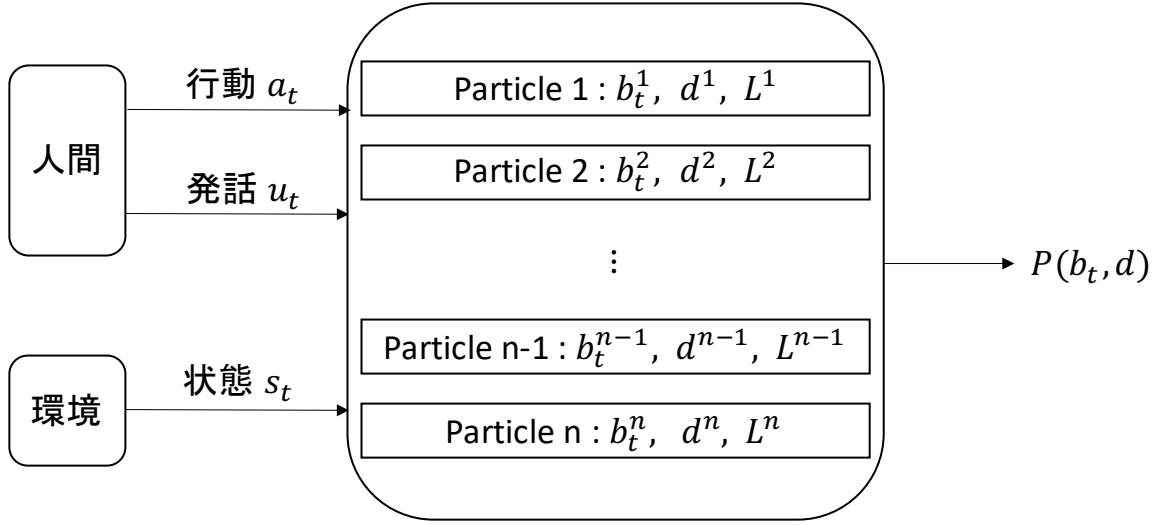 人間
行動 a_t
発話 u_t
環境
状態 s_t
Particle 1 : b_t^1, d^1, L^1
Particle 2 : b_t^2, d^2, L^2
⋮
Particle n-1 : b_t^{n-1}, d^{n-1}, L^{n-1}
Particle n : b_t^n, d^n, L^n
P(b_t, d)